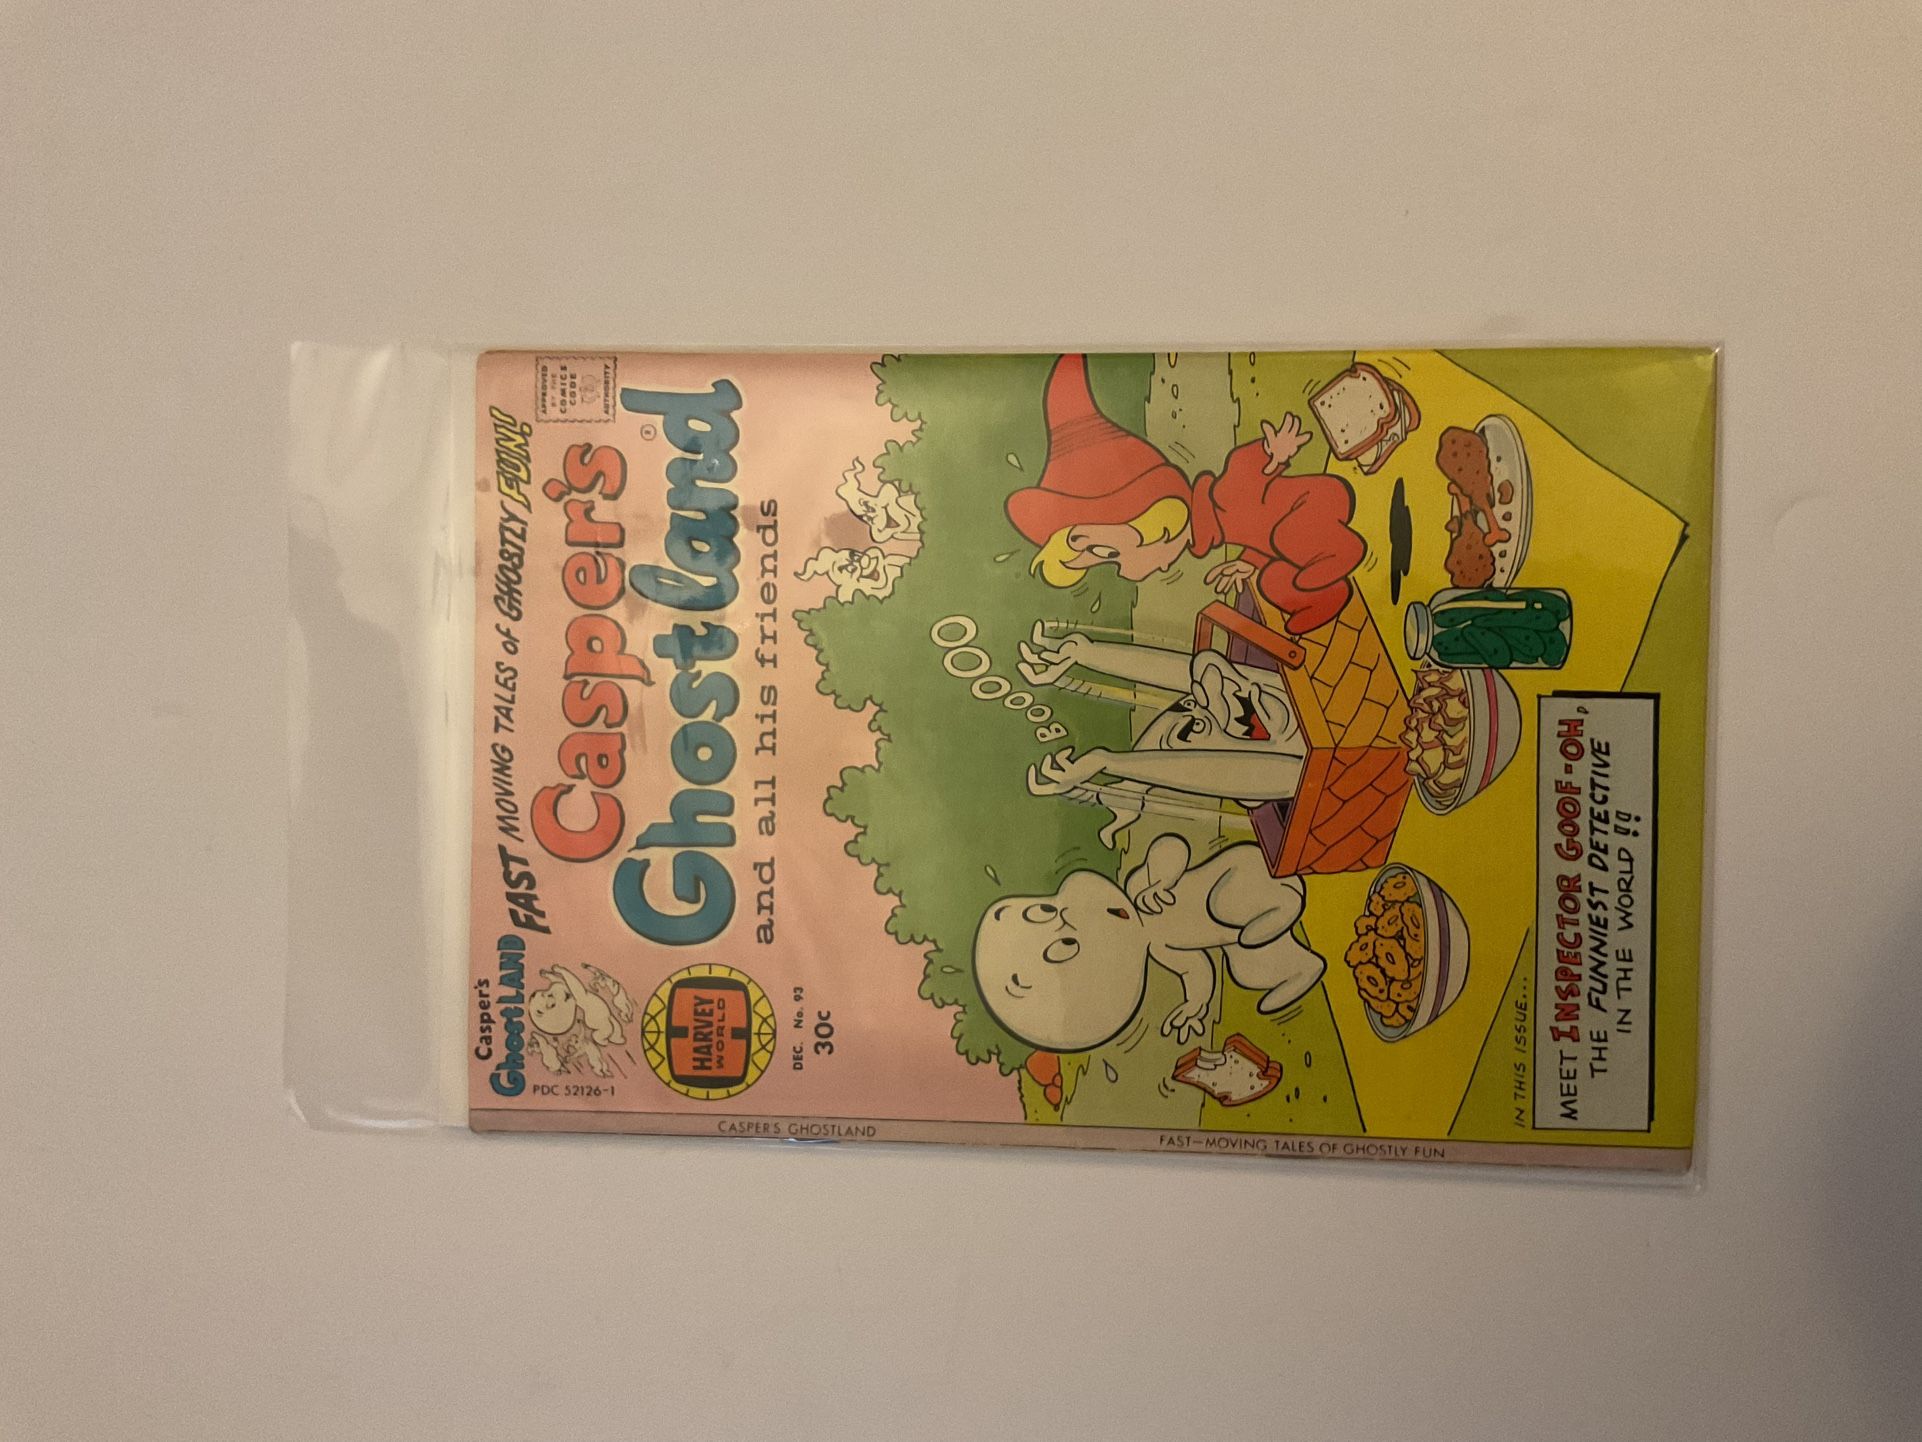 Casper's
GhostLAND
PDC 52126-1
FAST MOVING TALES of GHOSTLY FUN!
APPROVED
BY THE
COMICS
CODE
AUTHORITY
Casper's
Ghostland
®
and all his friends
HARVEY
WORLD
DEC. No. 93
30c
BOOOOOO
CASPERS GHOSTLAND
FAST-MOVING TALES OF GHOSTLY FUN
IN THIS ISSUE...
MEET INSPECTOR GOOF-OH,
THE FUNNIEST DETECTIVE
IN THE WORLD!!